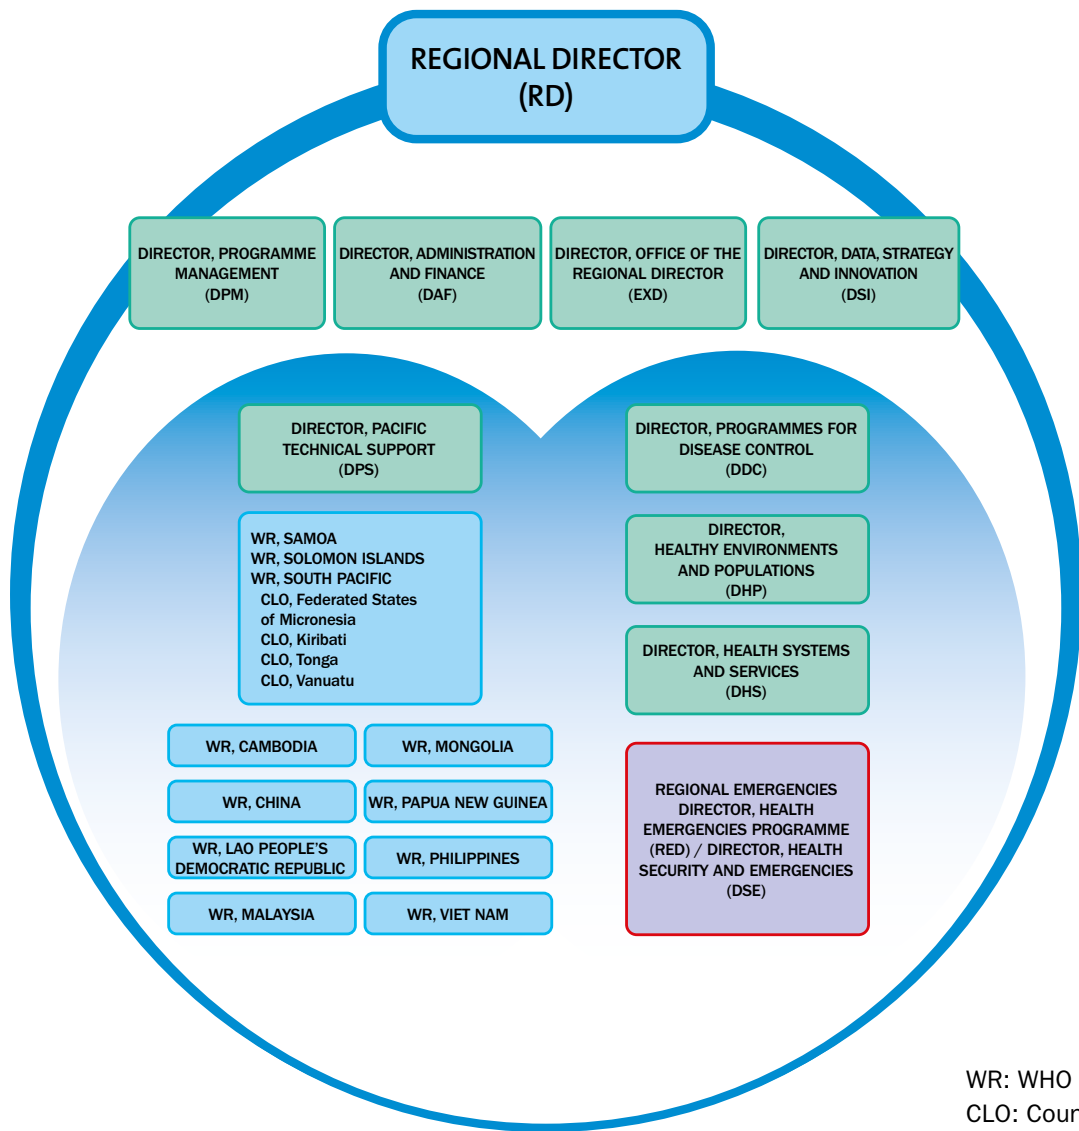 REGIONAL DIRECTOR
(RD)
DIRECTOR, PROGRAMME
MANAGEMENT
(DPM)
DIRECTOR, ADMINISTRATION
AND FINANCE
(DAF)
DIRECTOR, OFFICE OF THE
REGIONAL DIRECTOR
(EXD)
DIRECTOR, DATA, STRATEGY
AND INNOVATION
(DSI)
DIRECTOR, PACIFIC
TECHNICAL SUPPORT
(DPS)
WR, SAMOA
WR, SOLOMON ISLANDS
WR, SOUTH PACIFIC
CLO, Federated States
of Micronesia
CLO, Kiribati
CLO, Tonga
CLO, Vanuatu
WR, CAMBODIA
WR, MONGOLIA
WR, CHINA
WR, PAPUA NEW GUINEA
WR, LAO PEOPLE'S
DEMOCRATIC REPUBLIC
WR, PHILIPPINES
WR, MALAYSIA
WR, VIET NAM
DIRECTOR, PROGRAMMES FOR
DISEASE CONTROL
(DDC)
DIRECTOR,
HEALTHY ENVIRONMENTS
AND POPULATIONS
(DHP)
DIRECTOR, HEALTH SYSTEMS
AND SERVICES
(DHS)
REGIONAL EMERGENCIES
DIRECTOR, HEALTH
EMERGENCIES PROGRAMME
(RED) / DIRECTOR, HEALTH
SECURITY AND EMERGENCIES
(DSE)
WR: WHO
CLO: Coun